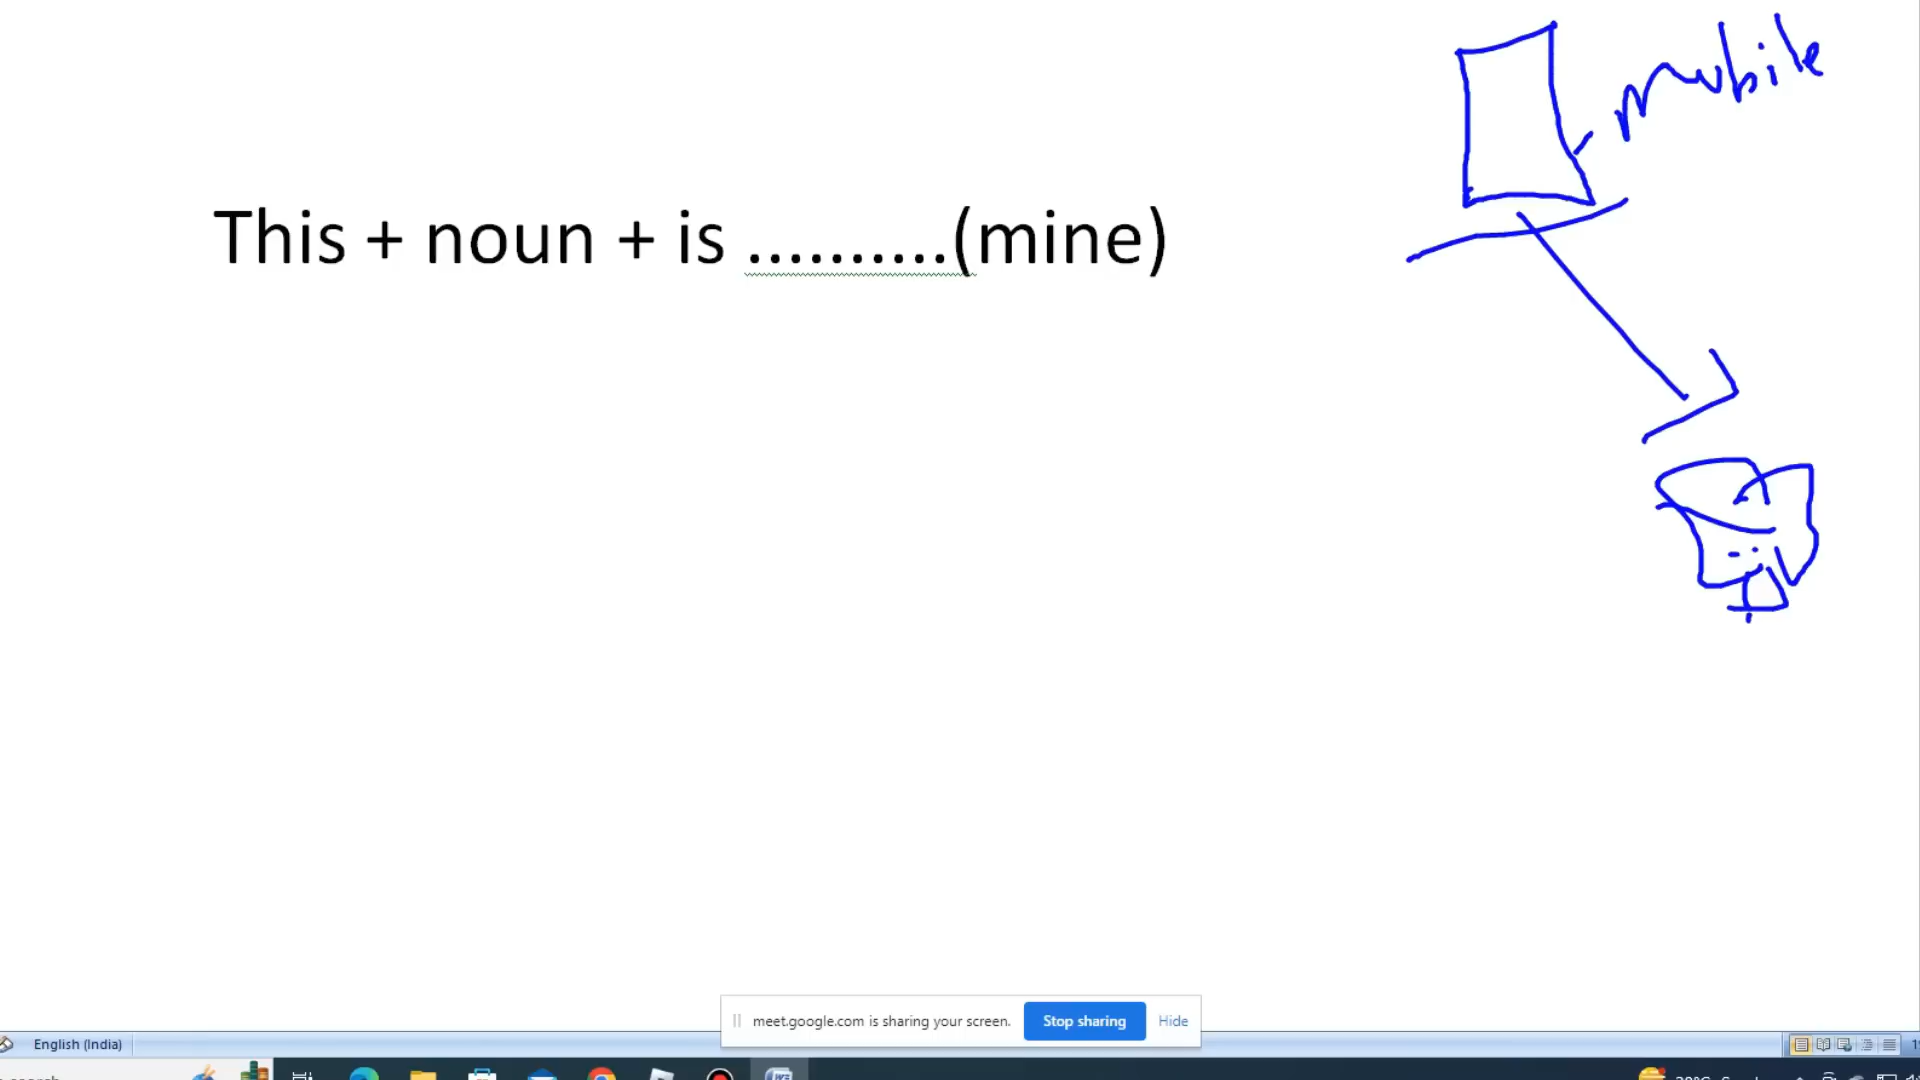 mobile
This + noun + is ..........(mine)
meet.google.com is sharing your screen. Stop sharing Hide
English (India)